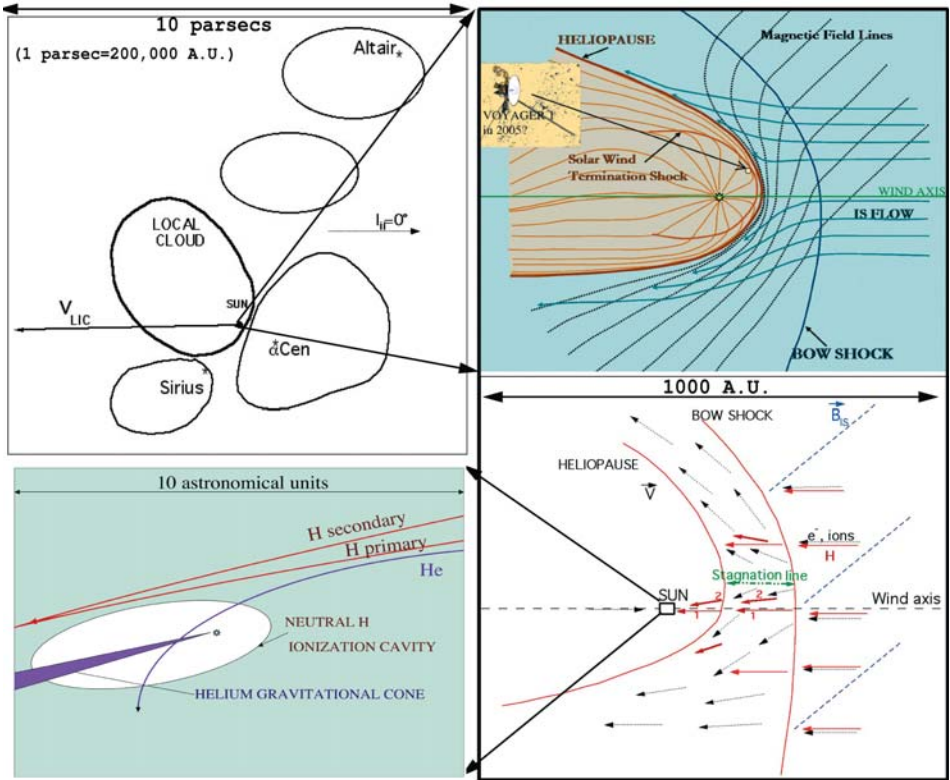 10 parsecs
(1 parsec=200,000 A.U.)
Altair*
LOCAL
CLOUD
l_II=0°
SUN
V_LIC
*
αCen
Sirius*
HELIOPAUSE
Magnetic Field Lines
VOYAGER 1
in 2005?
Solar Wind
Termination Shock
WIND AXIS
IS FLOW
BOW SHOCK
10 astronomical units
H secondary
H primary
He
NEUTRAL H
IONIZATION CAVITY
HELIUM GRAVITATIONAL CONE
1000 A.U.
BOW SHOCK
B_IS
HELIOPAUSE
V
e⁻, ions
H
Stagnation line
SUN
2
2
1
1
Wind axis